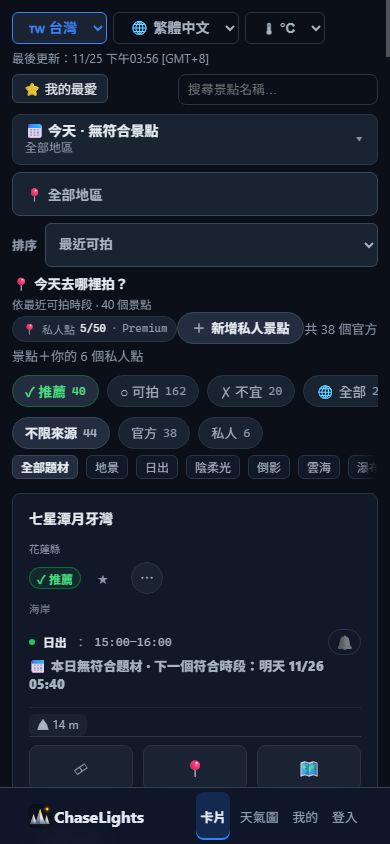 TW 台灣
繁體中文
°C
最後更新：11/25 下午03:56 [GMT+8]
我的最愛
搜尋景點名稱...
今天 · 無符合景點
全部地區
全部地區
排序 最近可拍
今天去哪裡拍？
依最近可拍時段 · 40 個景點
私人點 5/50 · Premium
＋ 新增私人景點
共 38 個官方
景點＋你的 6 個私人點
✓ 推薦 40
○ 可拍 162
╳ 不宜 20
全部 2
不限來源 44
官方 38
私人 6
全部題材
地景
日出
陰柔光
倒影
雲海
七星潭月牙灣
花蓮縣
✓ 推薦
★
⋯
海岸
日出 : 15:00–16:00
本日無符合題材 · 下一個符合時段：明天 11/26
05:40
14 m
ChaseLights
卡片
天氣圖
我的
登入